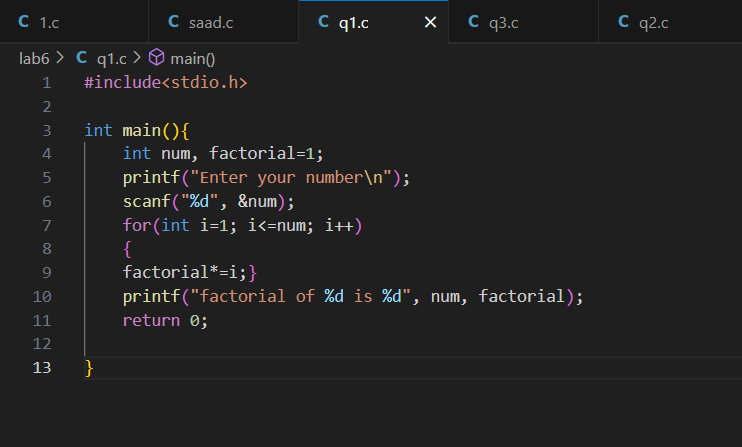 C 1.c C saad.c C q1.c × C q3.c C q2.c
lab6 > C q1.c > main()
1 #include<stdio.h>
2
3 int main(){
4     int num, factorial=1;
5     printf("Enter your number\n");
6     scanf("%d", &num);
7     for(int i=1; i<=num; i++)
8     {
9     factorial*=i;}
10     printf("factorial of %d is %d", num, factorial);
11     return 0;
12
13 }